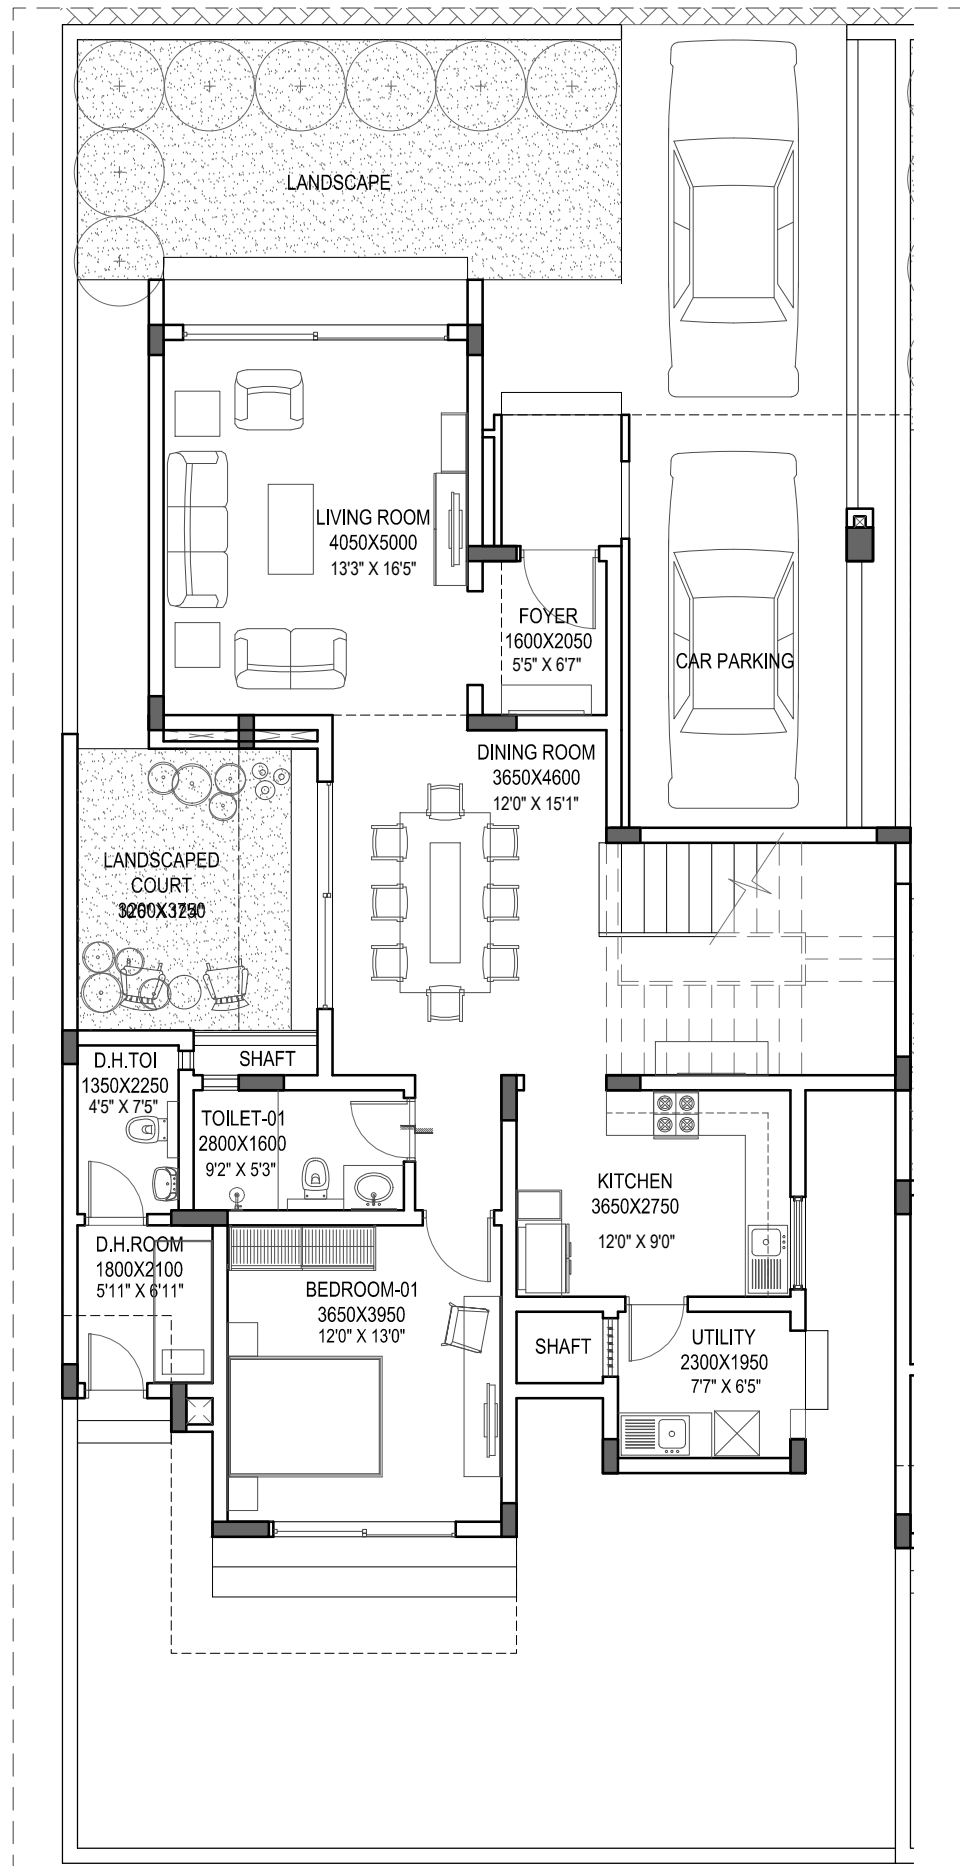 LANDSCAPE
LIVING ROOM
4050X5000
13'3" X 16'5"
FOYER
1600X2050
5'5" X 6'7"
CAR PARKING
DINING ROOM
3650X4600
12'0" X 15'1"
LANDSCAPED
COURT
3260X3750
SHAFT
D.H.TOI
1350X2250
4'5" X 7'5"
TOILET-01
2800X1600
9'2" X 5'3"
KITCHEN
3650X2750
12'0" X 9'0"
D.H.ROOM
1800X2100
5'11" X 6'11"
BEDROOM-01
3650X3950
12'0" X 13'0"
SHAFT
UTILITY
2300X1950
7'7" X 6'5"